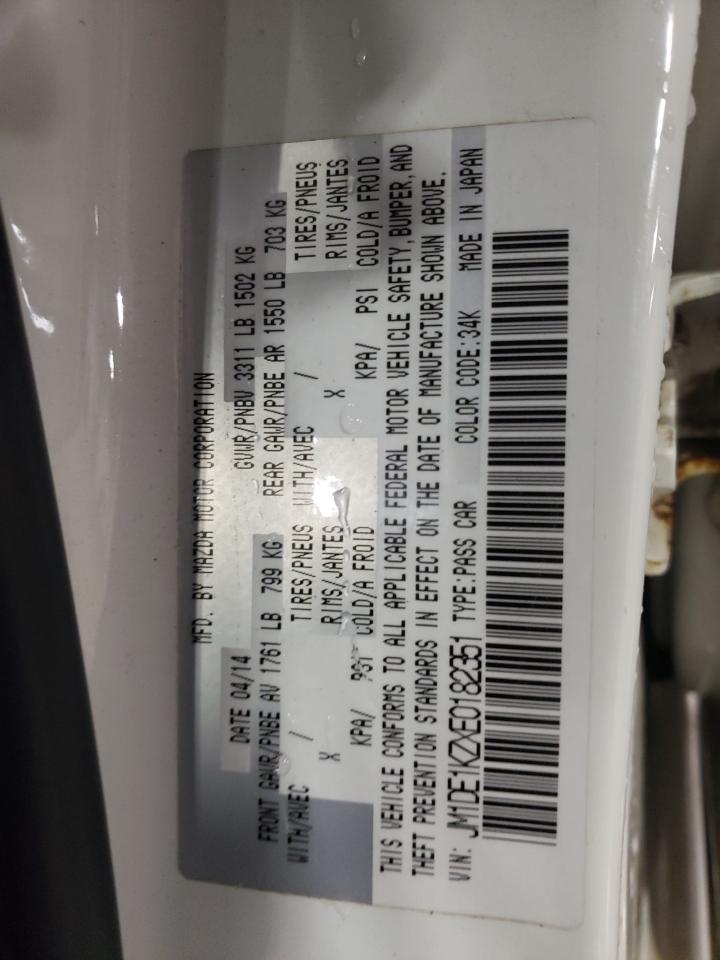 MFD. BY MAZDA MOTOR CORPORATION
DATE 04/14 GVWR/PNBV 3311 LB 1502 KG
FRONT GAWR/PNBE AV 1761 LB 799 KG REAR GAWR/PNBE AR 1550 LB 703 KG
WITH/AVEC / TIRES/PNEUS WITH/AVEC / TIRES/PNEUS
X RIMS/JANTES X RIMS/JANTES
KPA/ PSI COLD/A FROID KPA/ PSI COLD/A FROID
THIS VEHICLE CONFORMS TO ALL APPLICABLE FEDERAL MOTOR VEHICLE SAFETY, BUMPER, AND
THEFT PREVENTION STANDARDS IN EFFECT ON THE DATE OF MANUFACTURE SHOWN ABOVE.
VIN: JM1DE1KZXE0182351 TYPE:PASS CAR COLOR CODE:34K MADE IN JAPAN